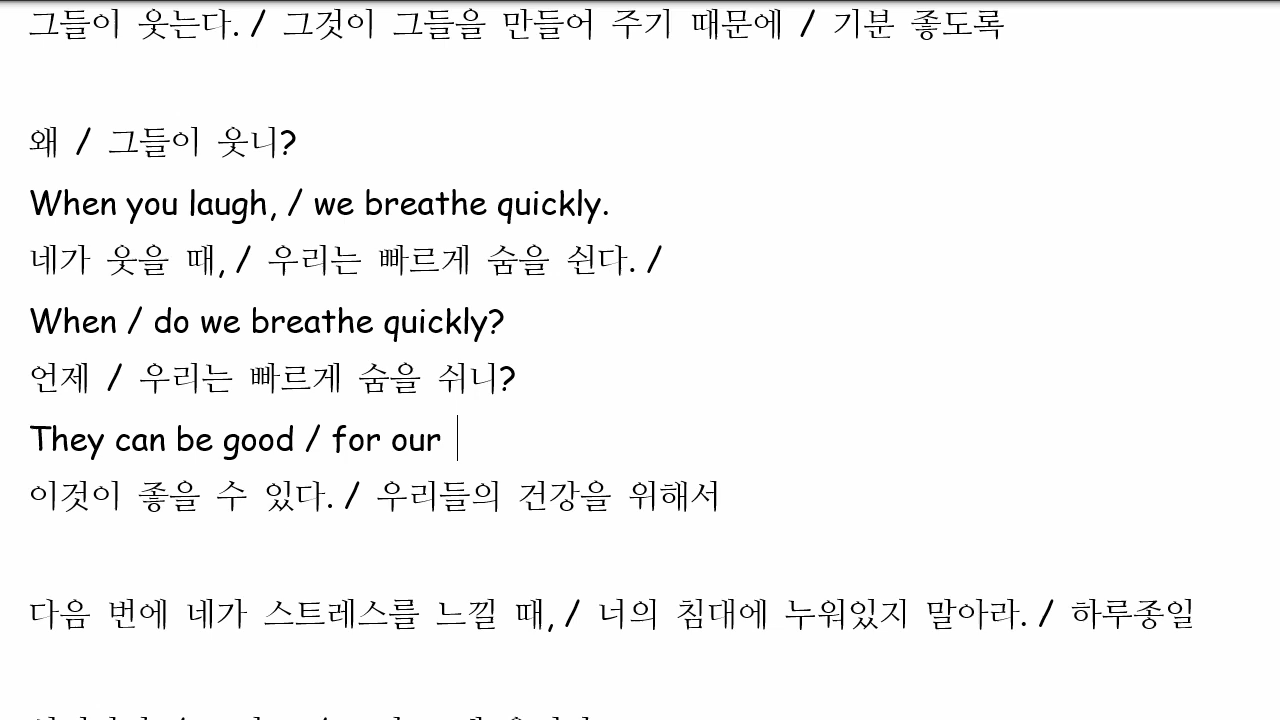 그들이 웃는다. / 그것이 그들을 만들어 주기 때문에 / 기분 좋도록
왜 / 그들이 웃니?
When you laugh, / we breathe quickly.
네가 웃을 때, / 우리는 빠르게 숨을 쉰다. /
When / do we breathe quickly?
언제 / 우리는 빠르게 숨을 쉬니?
They can be good / for our
이것이 좋을 수 있다. / 우리들의 건강을 위해서
다음 번에 네가 스트레스를 느낄 때, / 너의 침대에 누워있지 말아라. / 하루종일